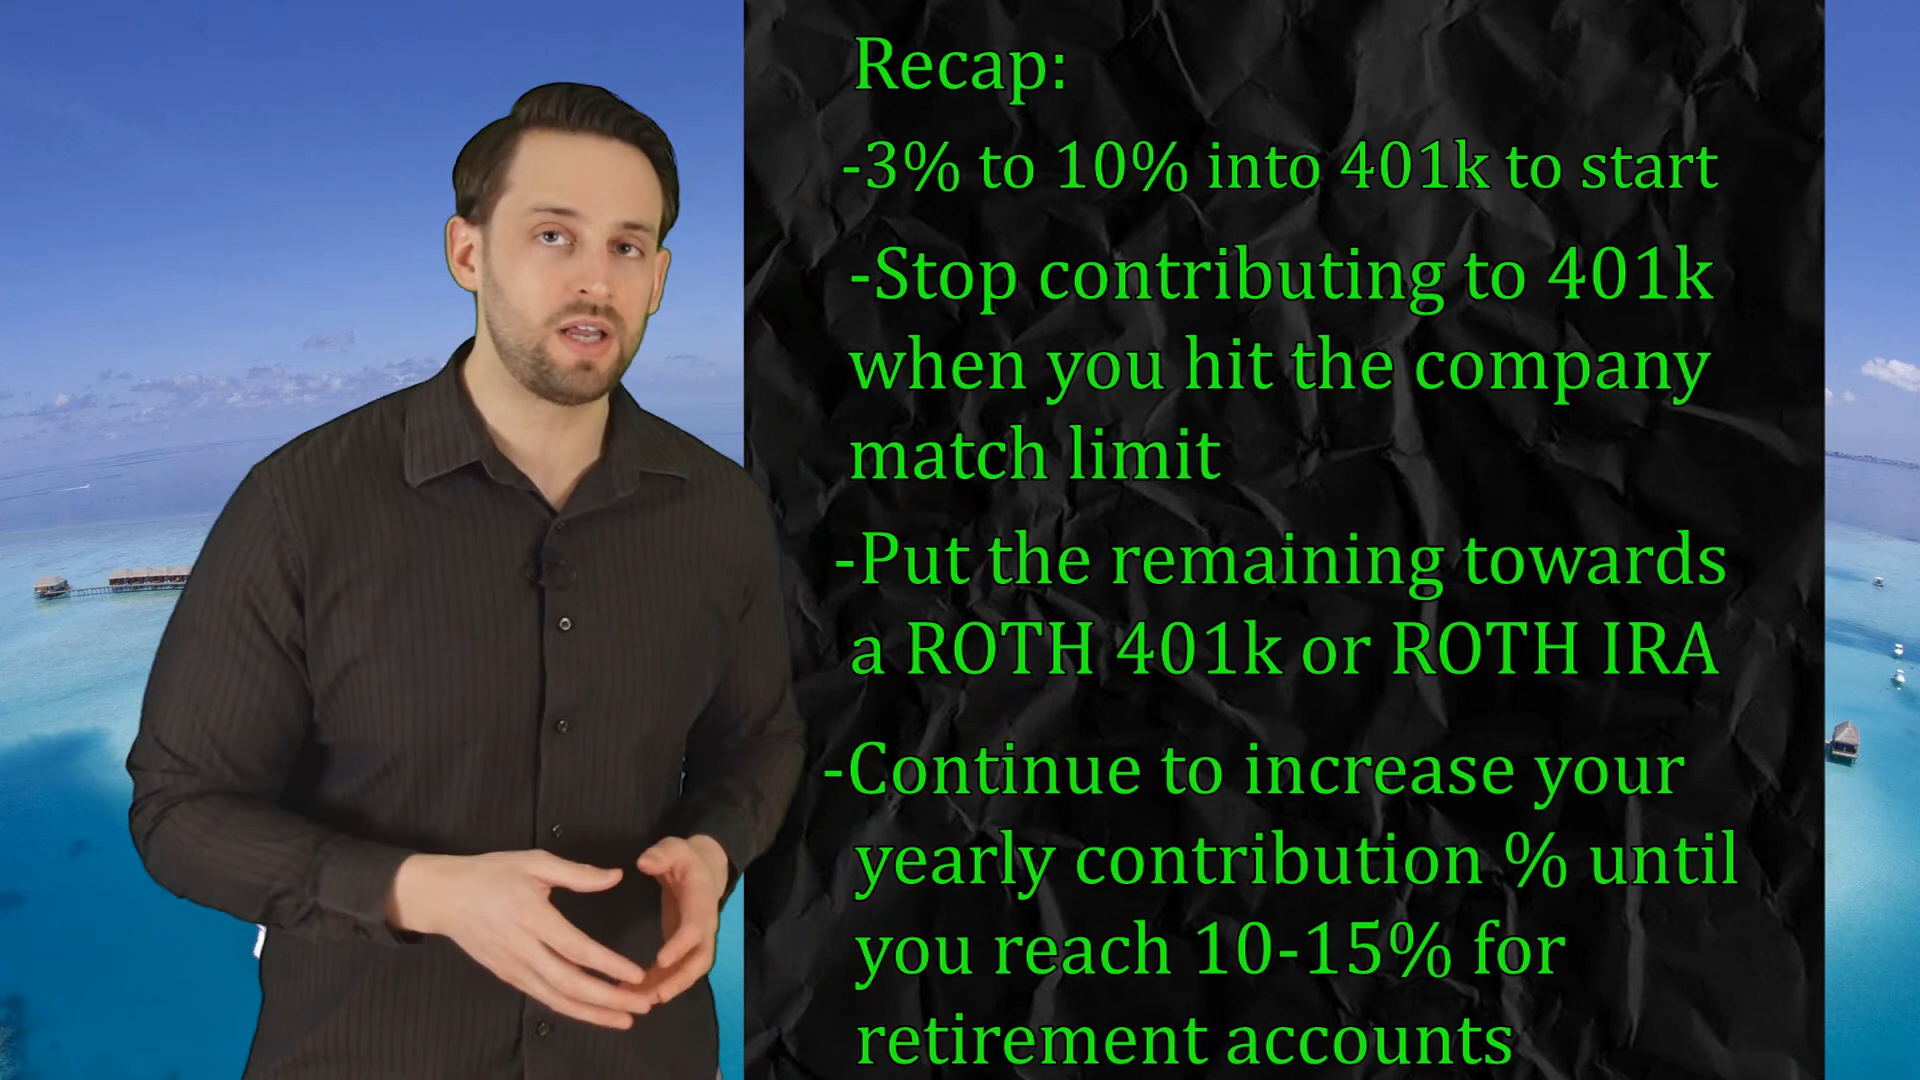 Recap:
-3% to 10% into 401k to start
-Stop contributing to 401k
when you hit the company
match limit
-Put the remaining towards
a ROTH 401k or ROTH IRA
-Continue to increase your
yearly contribution % until
you reach 10-15% for
retirement accounts